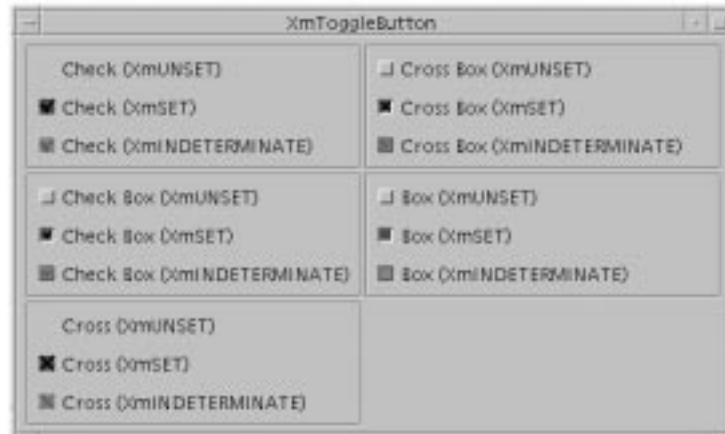 XmToggleButton
Check (XmUNSET)
Check (XmSET)
Check (XmINDETERMINATE)
Cross Box (XmUNSET)
Cross Box (XmSET)
Cross Box (XmINDETERMINATE)
Check Box (XmUNSET)
Check Box (XmSET)
Check Box (XmINDETERMINATE)
Box (XmUNSET)
Box (XmSET)
Box (XmINDETERMINATE)
Cross (XmUNSET)
Cross (XmSET)
Cross (XmINDETERMINATE)